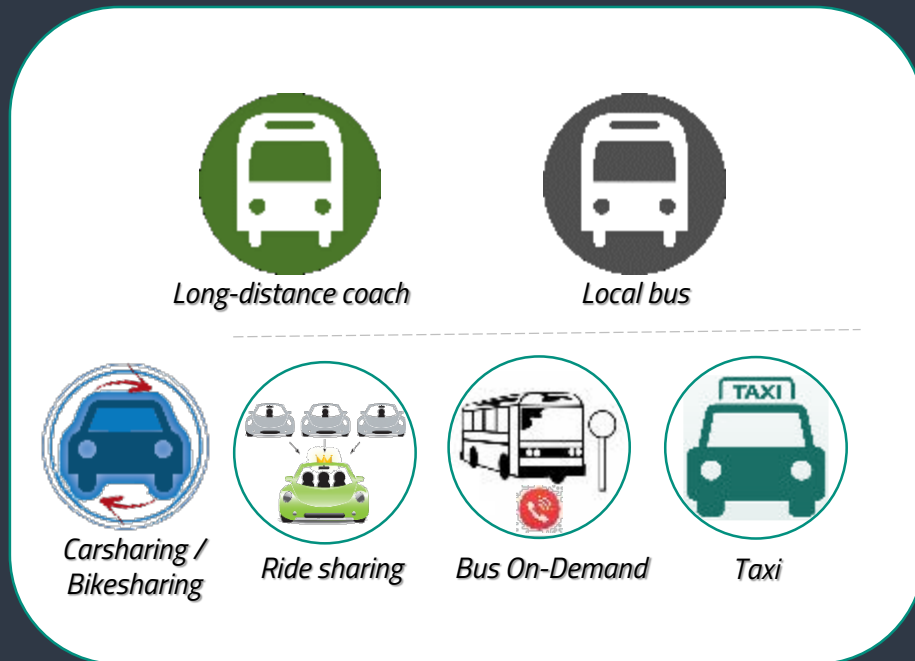 Long-distance coach
Local bus
TAXI
Carsharing /
Bikesharing
Ride sharing
Bus On-Demand
Taxi